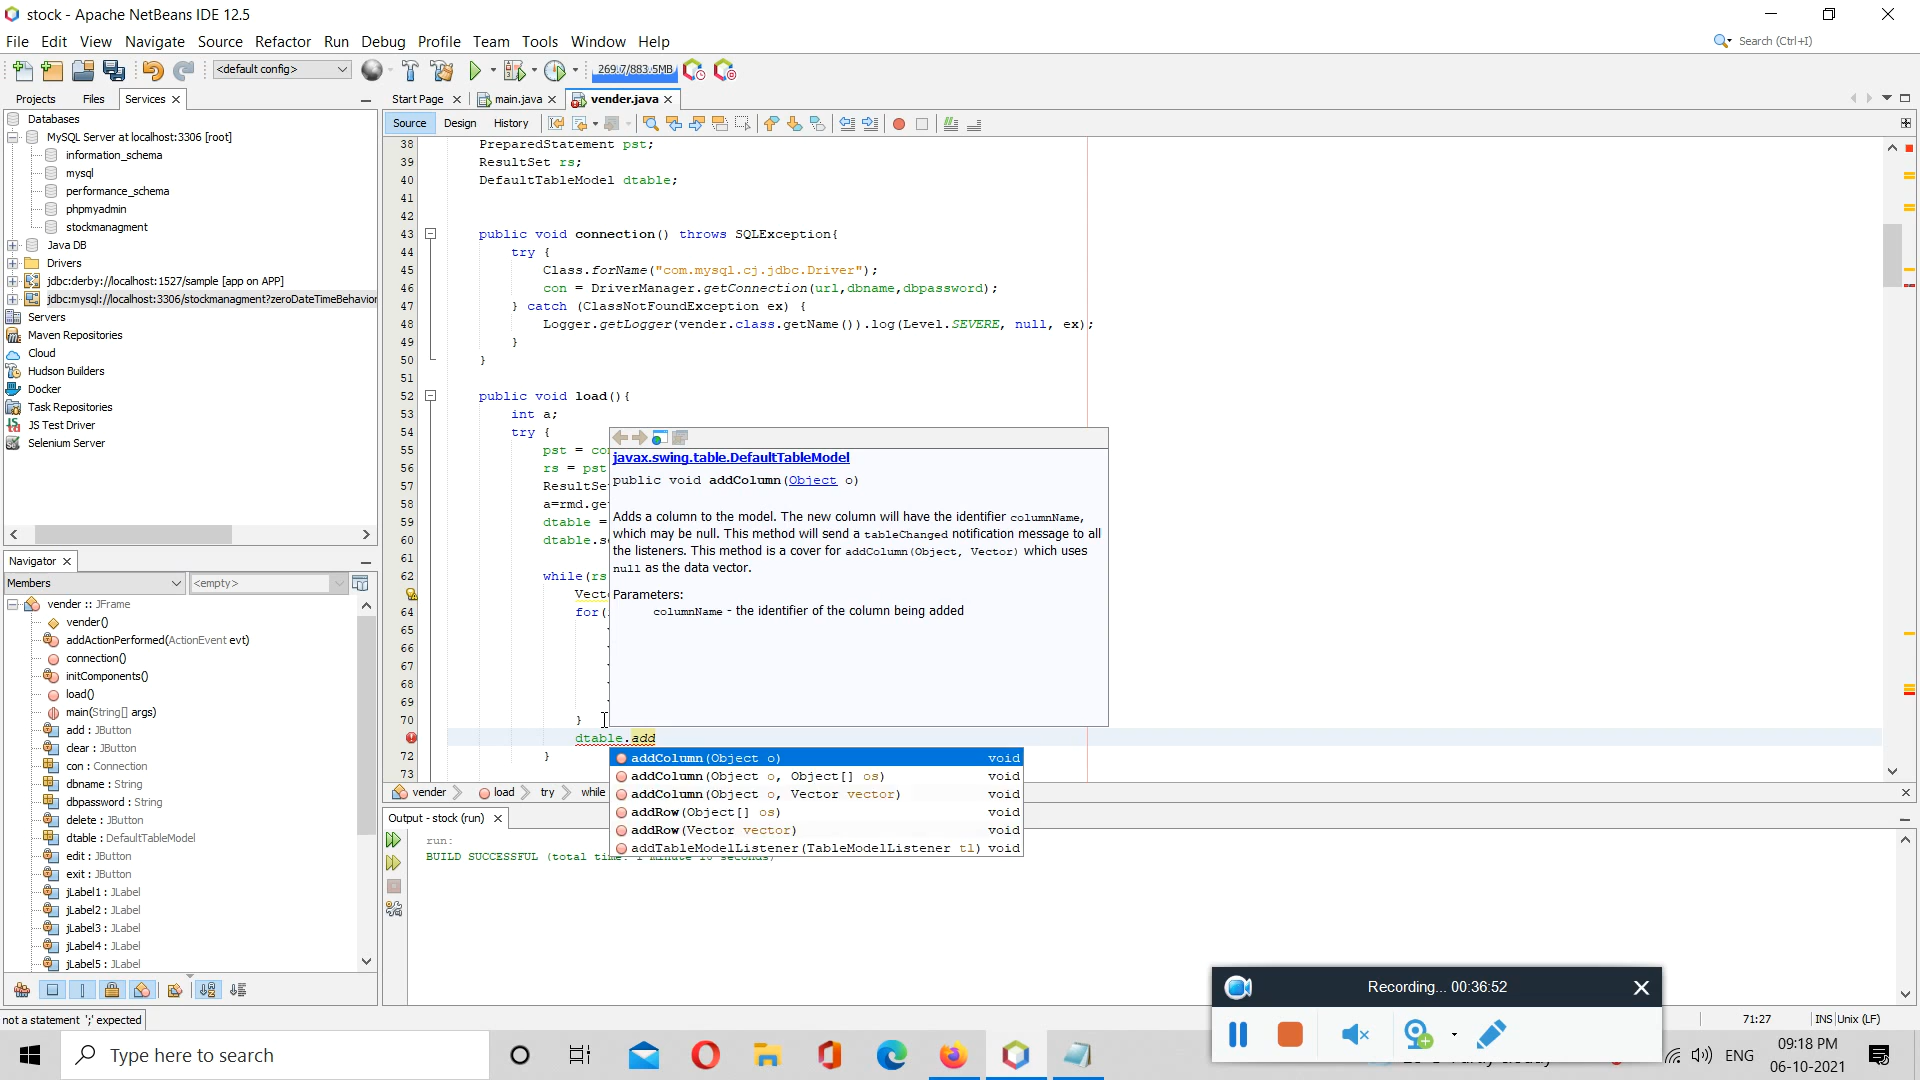 stock - Apache NetBeans IDE 12.5
File Edit View Navigate Source Refactor Run Debug Profile Team Tools Window Help
Search (Ctrl+I)
<default config>
269.7/883.5MB
Projects Files Services
Start Page main.java vender.java
Source Design History
Databases
MySQL Server at localhost:3306 [root]
information_schema
mysql
performance_schema
phpmyadmin
stockmanagment
Java DB
Drivers
jdbc:derby://localhost:1527/sample [app on APP]
jdbc:mysql://localhost:3306/stockmanagment?zeroDateTimeBehavior
Servers
Maven Repositories
Cloud
Hudson Builders
Docker
Task Repositories
JS Test Driver
Selenium Server
Navigator
Members
<empty>
vender :: JFrame
vender()
addActionPerformed(ActionEvent evt)
connection()
initComponents()
load()
main(String[] args)
add : JButton
clear : JButton
con : Connection
dbname : String
dbpassword : String
delete : JButton
dtable : DefaultTableModel
edit : JButton
exit : JButton
jLabel1 : JLabel
jLabel2 : JLabel
jLabel3 : JLabel
jLabel4 : JLabel
jLabel5 : JLabel
not a statement ';' expected
38 PreparedStatement pst;
39 ResultSet rs;
40 DefaultTableModel dtable;
41
42
43 public void connection() throws SQLException{
44 try {
45 Class.forName("com.mysql.cj.jdbc.Driver");
46 con = DriverManager.getConnection(url,dbname,dbpassword);
47 } catch (ClassNotFoundException ex) {
48 Logger.getLogger(vender.class.getName()).log(Level.SEVERE, null, ex);
49 }
50 }
51
52 public void load(){
53 int a;
54 try {
55 pst = co
56 rs = pst
57 ResultSe
58 a=rmd.ge
59 dtable =
60 dtable.s
61
62 while(rs
Vect
64 for(
65
66
67
68
69
70 }
dtable.add
72 }
73
javax.swing.table.DefaultTableModel
public void addColumn(Object o)
Adds a column to the model. The new column will have the identifier columnName,
which may be null. This method will send a tableChanged notification message to all
the listeners. This method is a cover for addColumn(Object, Vector) which uses
null as the data vector.
Parameters:
columnName - the identifier of the column being added
addColumn(Object o) void
addColumn(Object o, Object[] os) void
addColumn(Object o, Vector vector) void
addRow(Object[] os) void
addRow(Vector vector) void
addTableModelListener(TableModelListener tl) void
vender load try while
Output - stock (run)
run:
BUILD SUCCESSFUL (total time:
Recording... 00:36:52
71:27 INS Unix (LF)
Type here to search
ENG
09:18 PM
06-10-2021